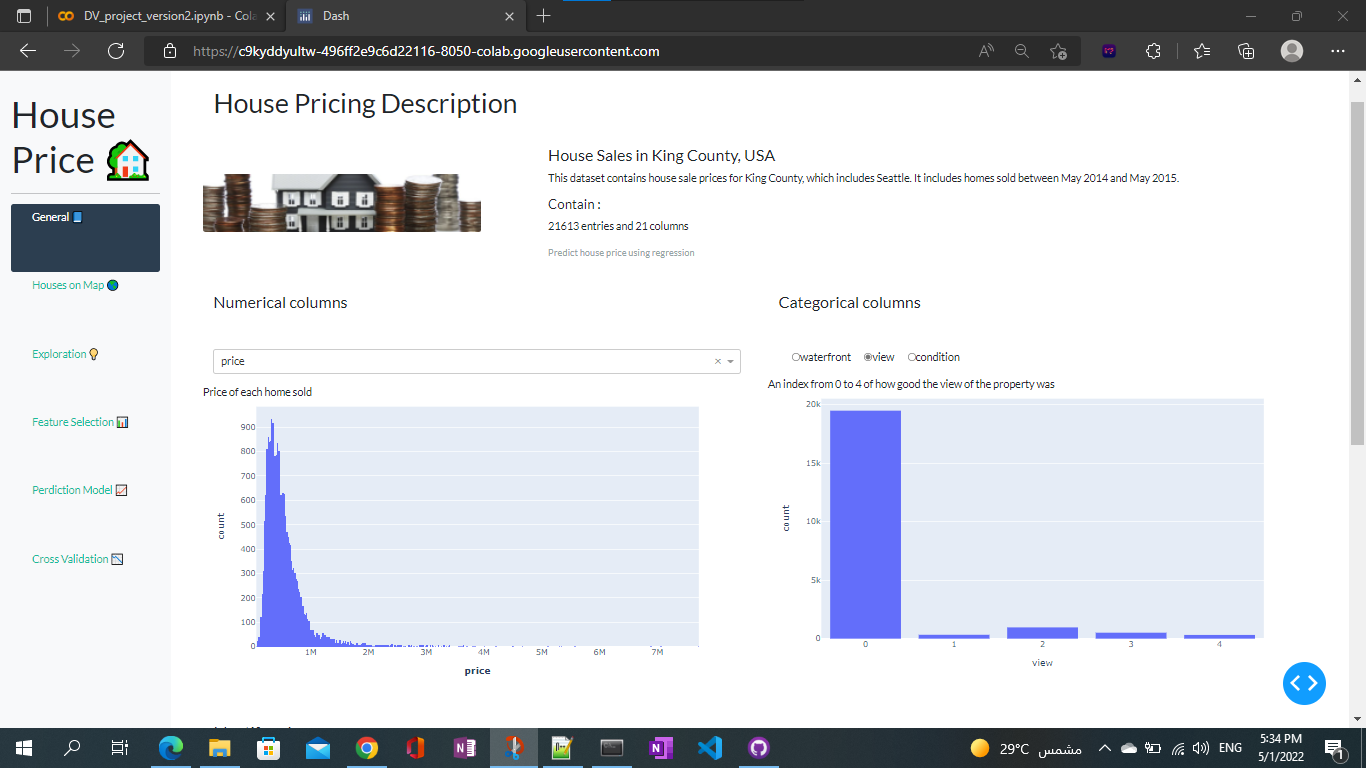 DV_project_version2.ipynb - Cola
Dash
https://c9kyddyultw-496ff2e9c6d22116-8050-colab.googleusercontent.com
House Price
General
Houses on Map
Exploration
Feature Selection
Perdiction Model
Cross Validation
House Pricing Description
House Sales in King County, USA
This dataset contains house sale prices for King County, which includes Seattle. It includes homes sold between May 2014 and May 2015.
Contain :
21613 entries and 21 columns
Predict house price using regression
Numerical columns
price
Price of each home sold
900
800
700
600
500
400
300
200
100
0
count
1M 2M 3M 4M 5M 6M 7M
price
Categorical columns
waterfront view condition
An index from 0 to 4 of how good the view of the property was
20k
15k
10k
5k
0
count
0 1 2 3 4
view
29°C مشمس
ENG
5:34 PM
5/1/2022
1